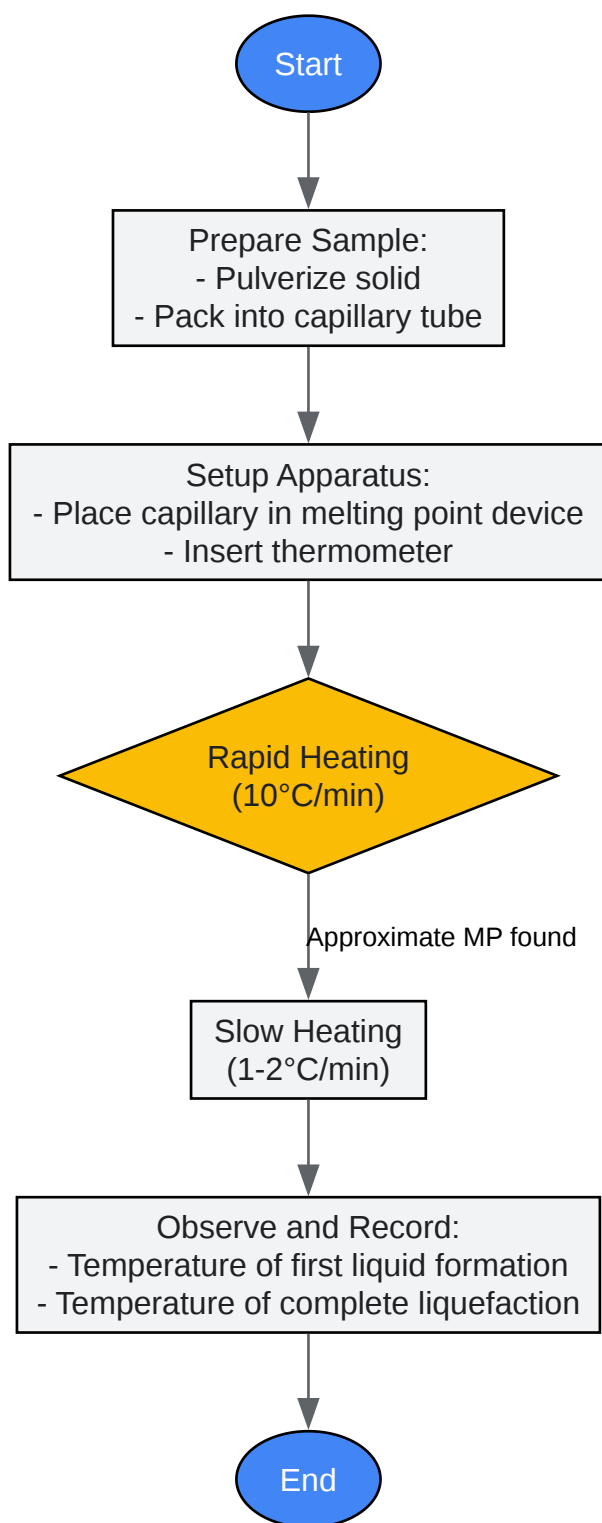 Start
Prepare Sample:
- Pulverize solid
- Pack into capillary tube
Setup Apparatus:
- Place capillary in melting point device
- Insert thermometer
Rapid Heating
(10°C/min)
Approximate MP found
Slow Heating
(1-2°C/min)
Observe and Record:
- Temperature of first liquid formation
- Temperature of complete liquefaction
End